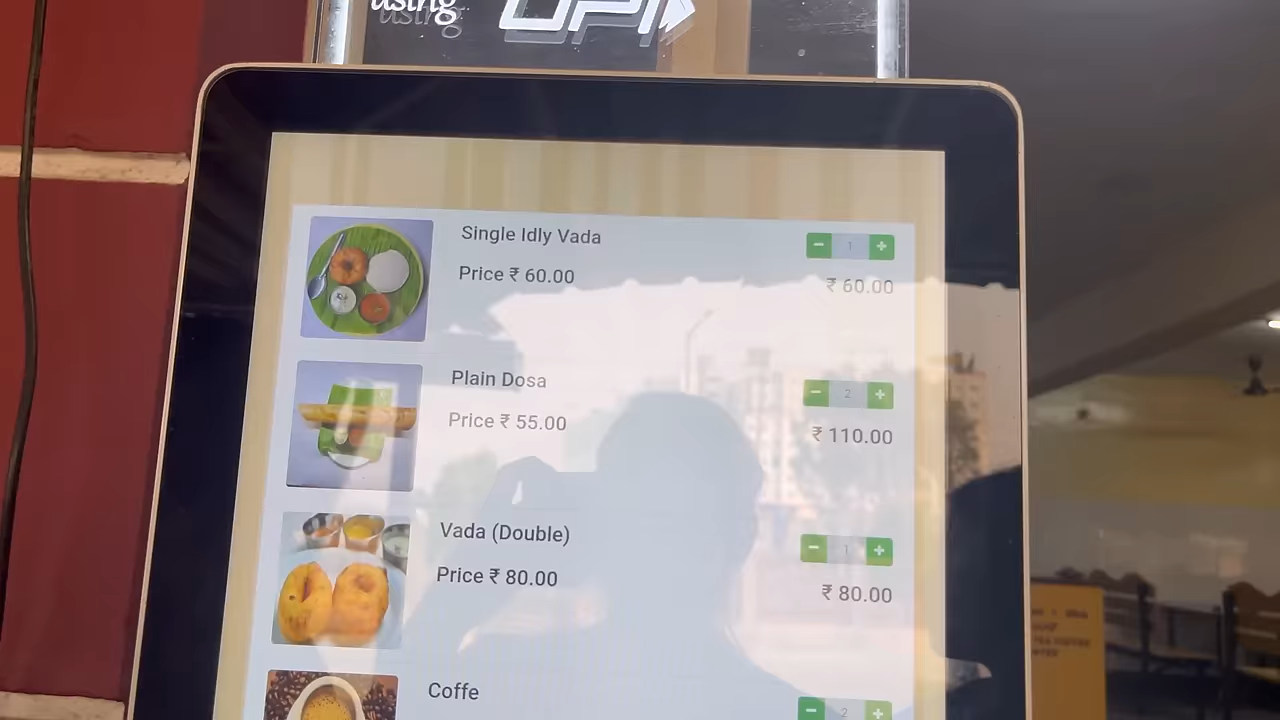 using UPI
Single Idly Vada
- 1 +
Price ₹ 60.00
₹ 60.00
Plain Dosa
- 2 +
Price ₹ 55.00
₹ 110.00
Vada (Double)
- 1 +
Price ₹ 80.00
₹ 80.00
Coffe
- 2 +